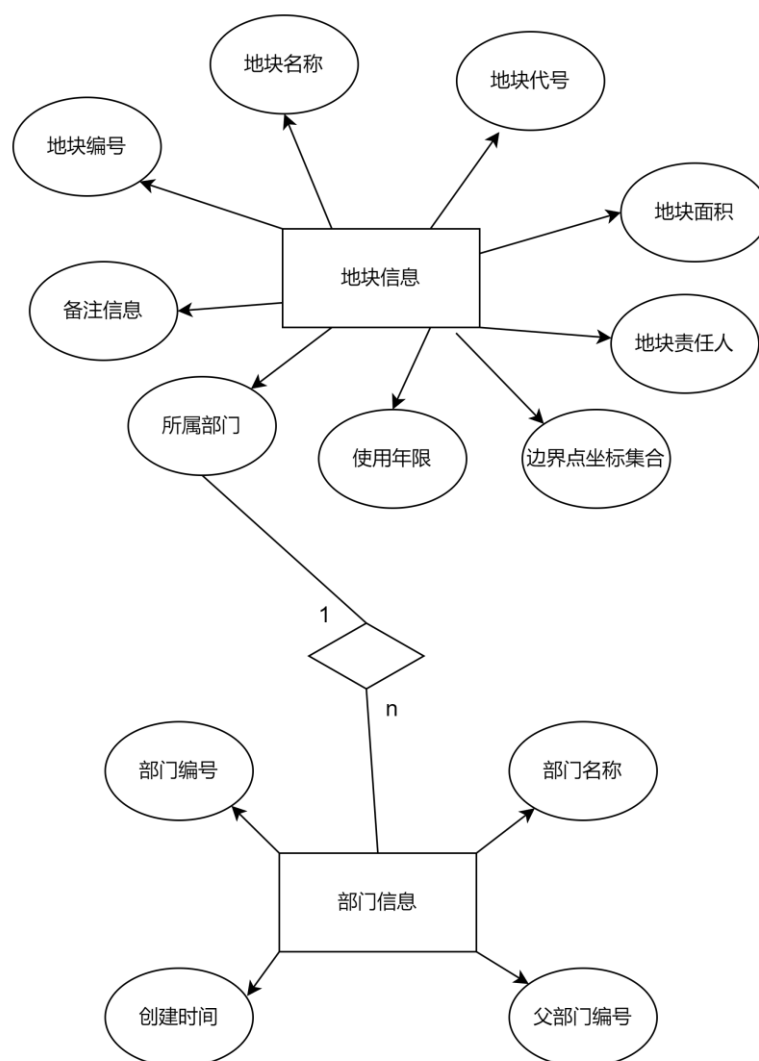 地块名称
地块代号
地块编号
地块面积
地块信息
备注信息
地块责任人
所属部门
使用年限
边界点坐标集合
1
n
部门编号
部门名称
部门信息
创建时间
父部门编号